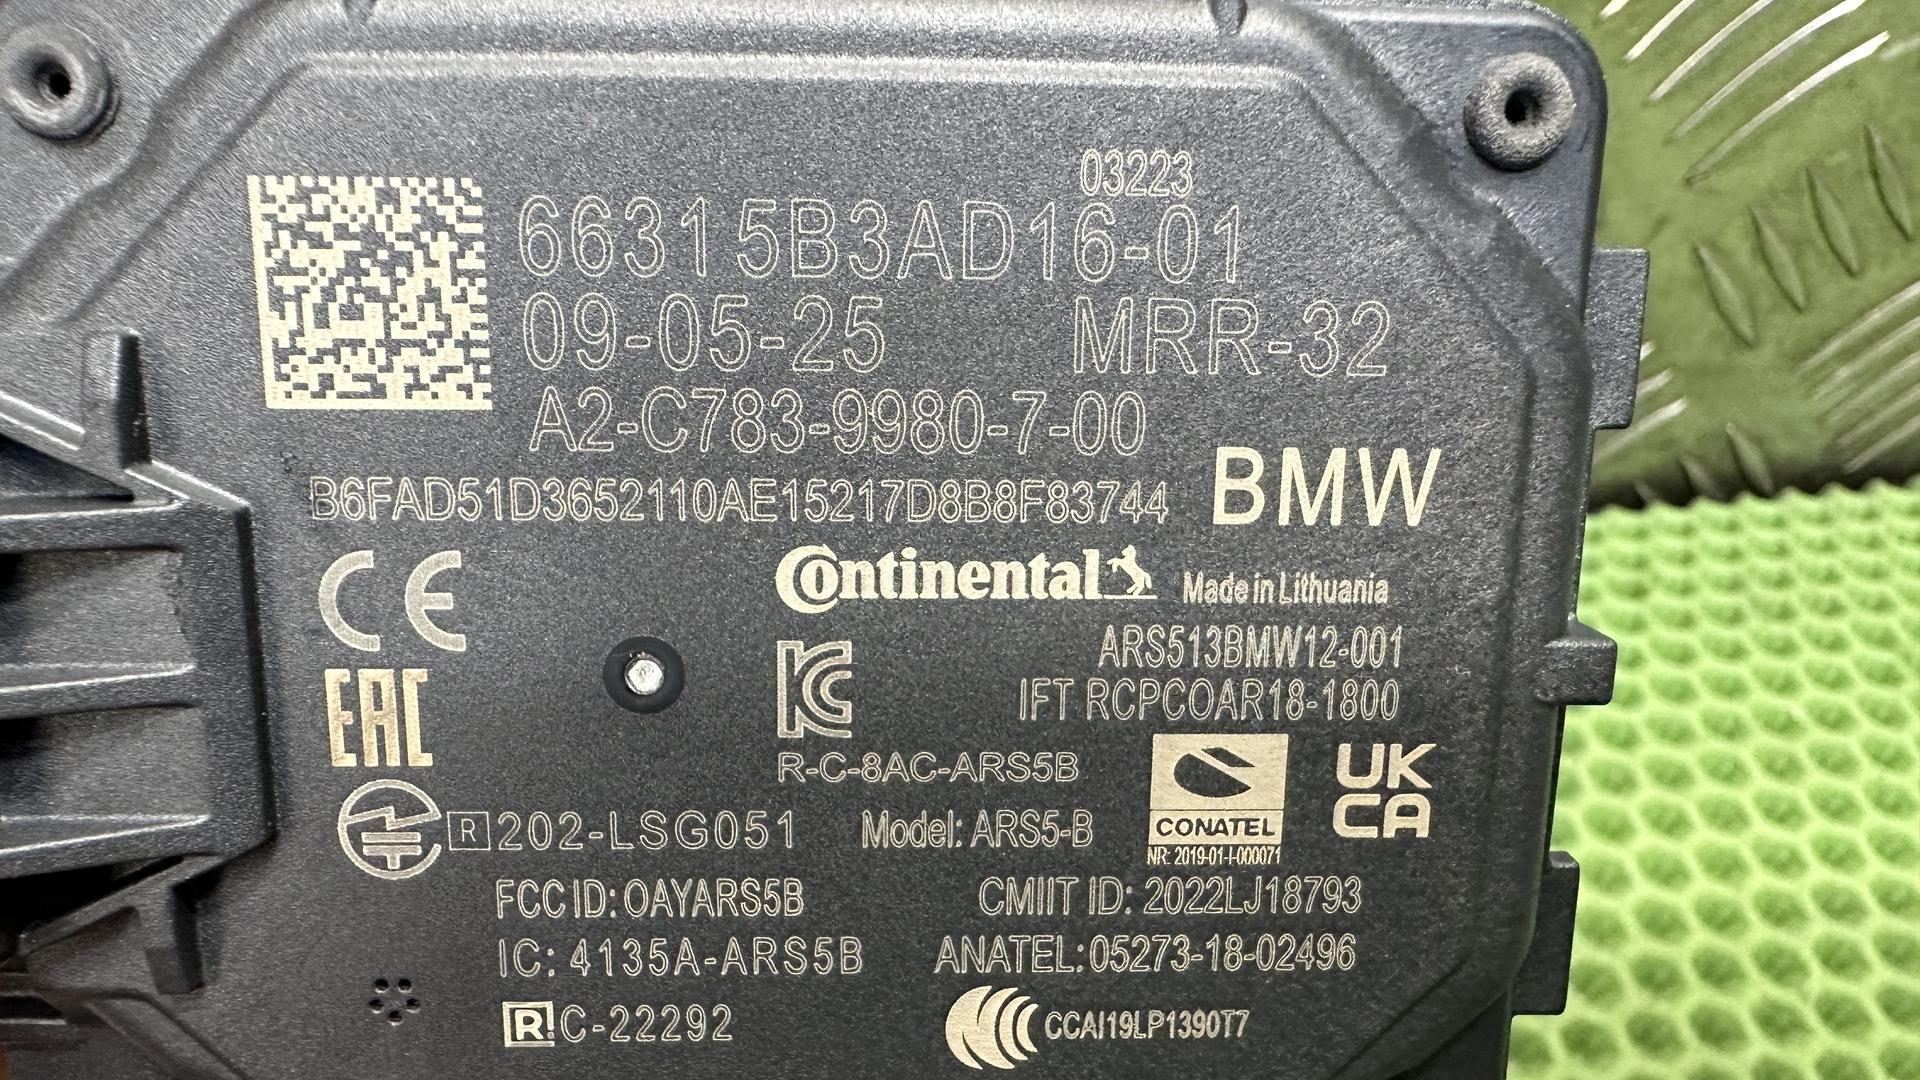 03223
66315B3AD16-01
09-05-25 MRR-32
A2-C783-9980-7-00
B6FAD51D3652110AE15217D8B8F83744 BMW
CE Continental Made in Lithuania
ARS513BMW12-001
EAC IFT RCPCOAR18-1800
R-C-8AC-ARS5B
UK
CA
R 202-LSG051 Model: ARS5-B CONATEL
NR: 2019-01-I-000071
FCC ID: OAYARS5B CMIIT ID: 2022LJ18793
IC: 4135A-ARS5B ANATEL: 05273-18-02496
R C-22292 CCAI19LP1390T7